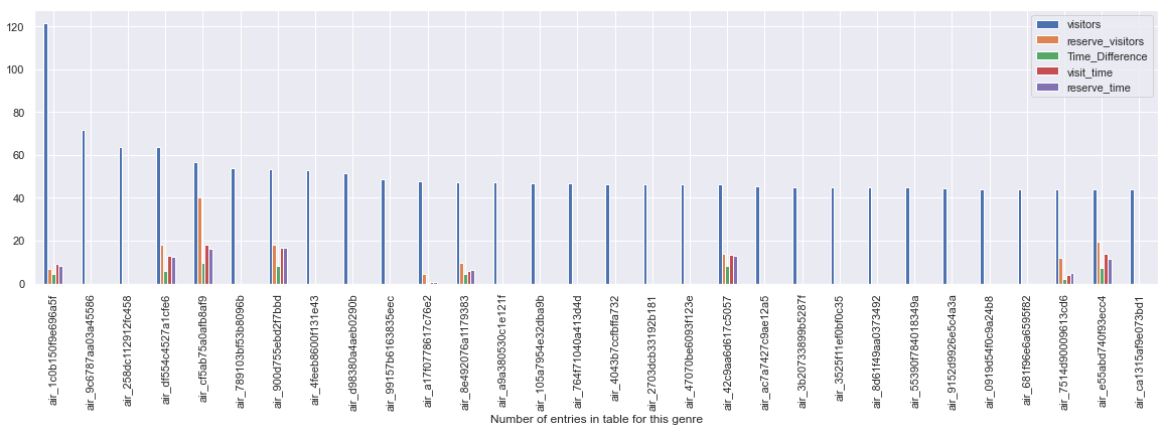 120
100
80
60
40
20
0
visitors
reserve_visitors
Time_Difference
visit_time
reserve_time
air_1c0b150f9e696a5f
air_9c6787aa03a45586
air_258dc112912fc458
air_df554c4527a1cfe6
air_cf5ab75a0afb8af9
air_789103bf53b8096b
air_900d755ebd2f7bbd
air_4feeb8600f131e43
air_d9830a4aeb0290b
air_99157b6163835eec
air_a17f0778617c76e2
air_8e492076a1179383
air_a9a380530c1e121f
air_105a7954e32dba9b
air_764f71040a413d4d
air_4043b7ccfbffa732
air_2703dcb33192b181
air_47070be6093f123e
air_42c9aa6d617c5057
air_ac7a7427c9ae12a5
air_3b20733899b5287f
air_3525f11ef0bf0c35
air_8d61f49aa0373492
air_55390f784018349a
air_9152d9926e5c4a3a
air_0919d54f0c9a24b8
air_681f96e6a6595f82
air_7514d90009613cd6
air_e55abd740f93ecc4
air_ca1315af9e073bd1
Number of entries in table for this genre